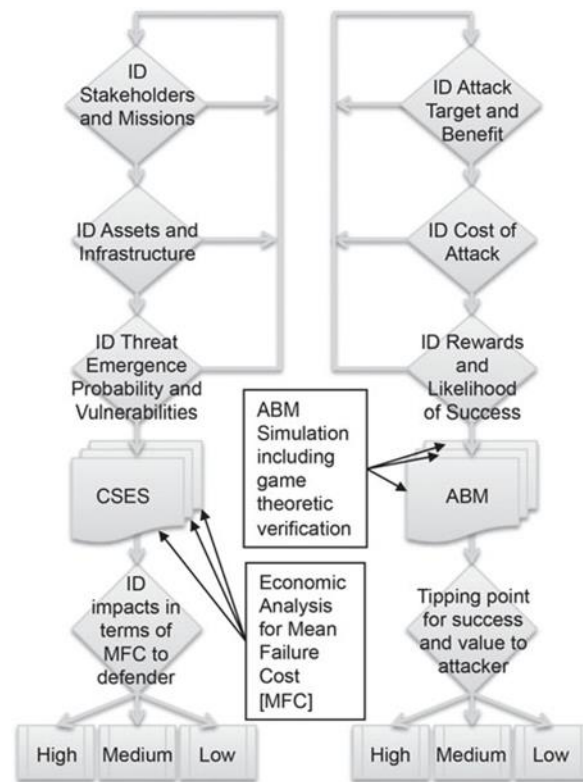 ID
Stakeholders
and Missions
ID Assets and
Infrastructure
ID Threat
Emergence
Probability and
Vulnerabilities
CSES
ID
impacts in
terms of
MFC to
defender
High
Medium
Low
ABM
Simulation
including
game
theoretic
verification
Economic
Analysis
for Mean
Failure
Cost
[MFC]
ID Attack
Target and
Benefit
ID Cost of
Attack
ID Rewards
and
Likelihood
of Success
ABM
Tipping point
for success
and value to
attacker
High
Medium
Low